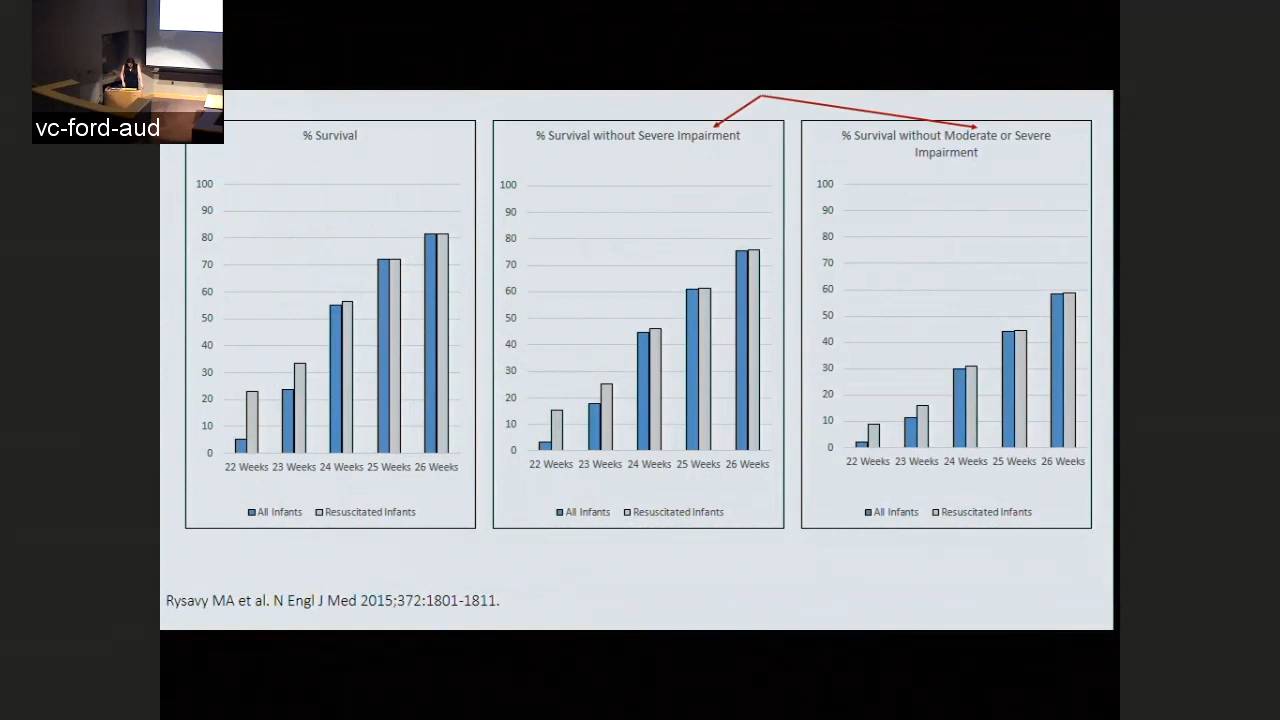 vc-ford-aud
% Survival
100
90
80
70
60
50
40
30
20
10
0
22 Weeks 23 Weeks 24 Weeks 25 Weeks 26 Weeks
All Infants Resuscitated Infants
% Survival without Severe Impairment
100
90
80
70
60
50
40
30
20
10
0
22 Weeks 23 Weeks 24 Weeks 25 Weeks 26 Weeks
All Infants Resuscitated Infants
% Survival without Moderate or Severe
Impairment
100
90
80
70
60
50
40
30
20
10
0
22 Weeks 23 Weeks 24 Weeks 25 Weeks 26 Weeks
All Infants Resuscitated Infants
Rysavy MA et al. N Engl J Med 2015;372:1801-1811.